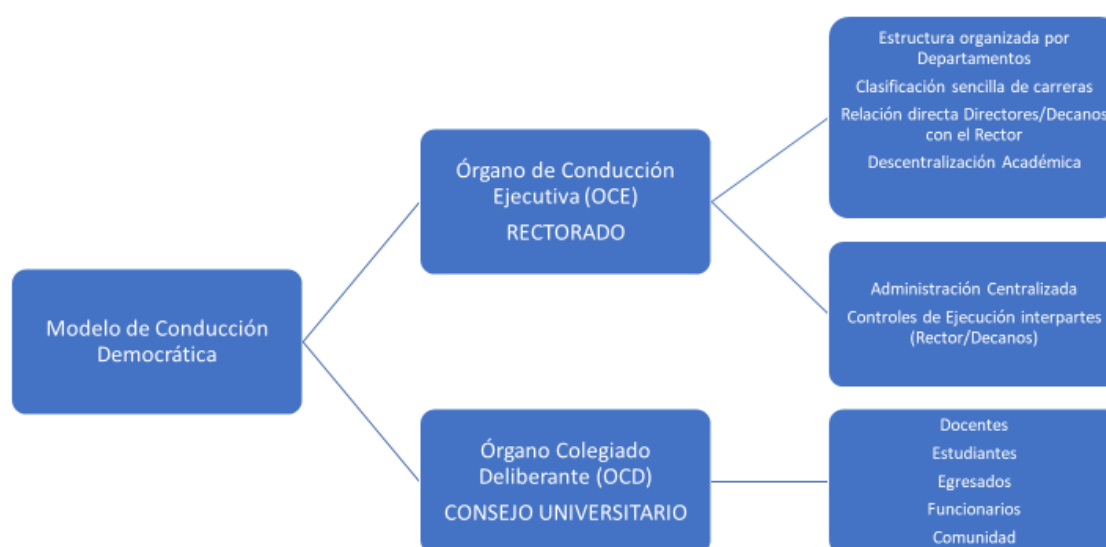 Modelo de Conducción
Democrática
Órgano de Conducción
Ejecutiva (OCE)
RECTORADO
Estructura organizada por
Departamentos
Clasificación sencilla de carreras
Relación directa Directores/Decanos
con el Rector
Descentralización Académica
Administración Centralizada
Controles de Ejecución interpartes
(Rector/Decanos)
Órgano Colegiado
Deliberante (OCD)
CONSEJO UNIVERSITARIO
Docentes
Estudiantes
Egresados
Funcionarios
Comunidad